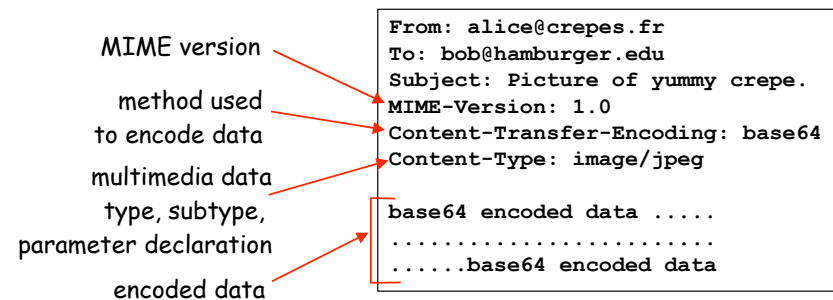 MIME version
method used
to encode data
multimedia data
type, subtype,
parameter declaration
encoded data
From: alice@crepes.fr
To: bob@hamburger.edu
Subject: Picture of yummy crepe.
MIME-Version: 1.0
Content-Transfer-Encoding: base64
Content-Type: image/jpeg
base64 encoded data .....
.........................
......base64 encoded data